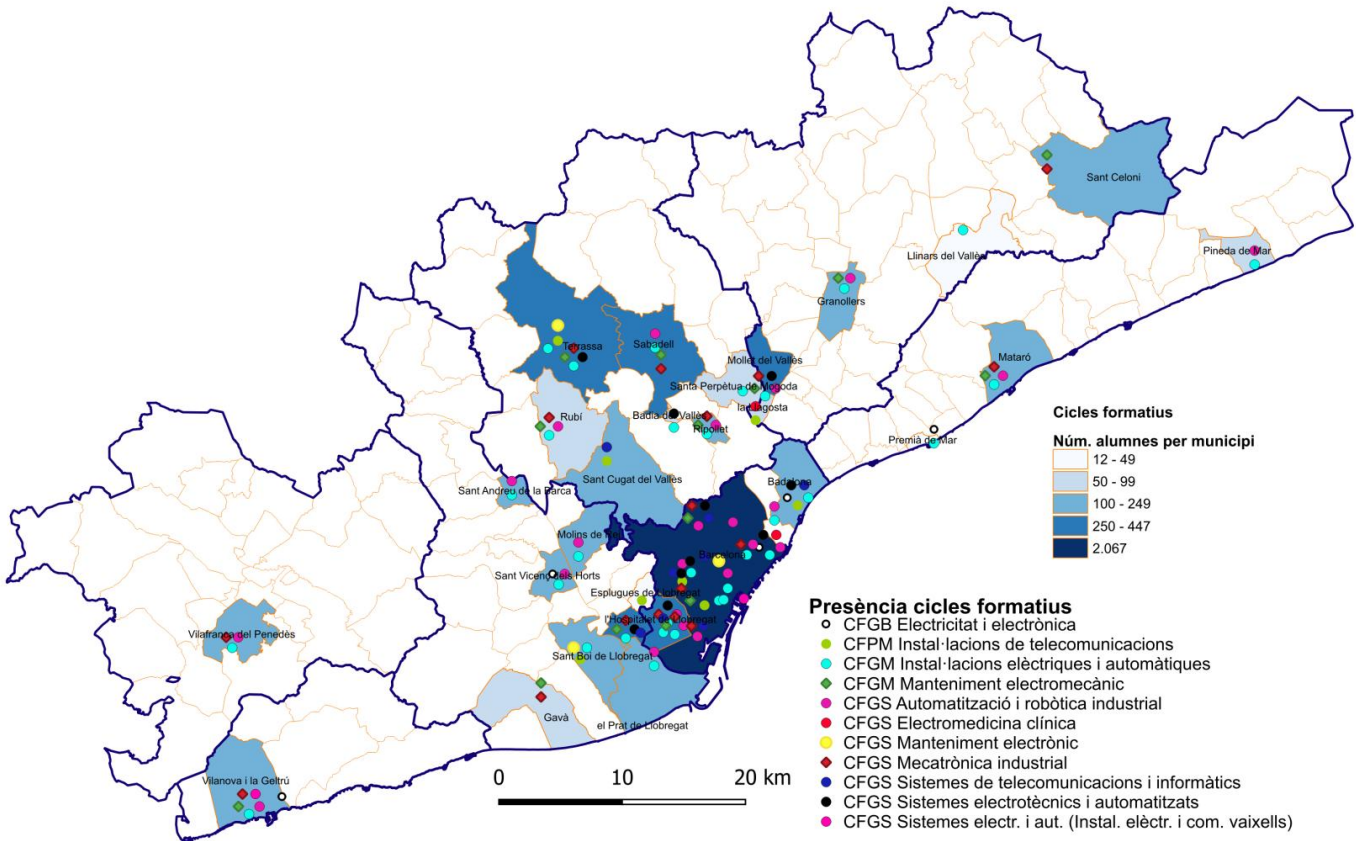 Sant Celoni
Llinars del Vallès
Pineda de Mar
Granollers
Terrassa
Sabadell
Mollet del Vallès
Mataró
Santa Perpètua de Mogoda
la Llagosta
Rubí
Badia del Vallès
Ripollet
Premià de Mar
Sant Cugat del Vallès
Sant Andreu de la Barca
Badalona
Molins de Rei
Barcelona
Sant Vicenç dels Horts
Esplugues de Llobregat
l'Hospitalet de Llobregat
Vilafranca del Penedès
Sant Boi de Llobregat
Gavà
el Prat de Llobregat
Vilanova i la Geltrú
0 10 20 km
Cicles formatius
Núm. alumnes per municipi
12 - 49
50 - 99
100 - 249
250 - 447
2.067
Presència cicles formatius
CFGB Electricitat i electrònica
CFPM Instal·lacions de telecomunicacions
CFGM Instal·lacions elèctriques i automàtiques
CFGM Manteniment electromecànic
CFGS Automatització i robòtica industrial
CFGS Electromedicina clínica
CFGS Manteniment electrònic
CFGS Mecatrònica industrial
CFGS Sistemes de telecomunicacions i informàtics
CFGS Sistemes electrotècnics i automatitzats
CFGS Sistemes electr. i aut. (Instal. elèctr. i com. vaixells)